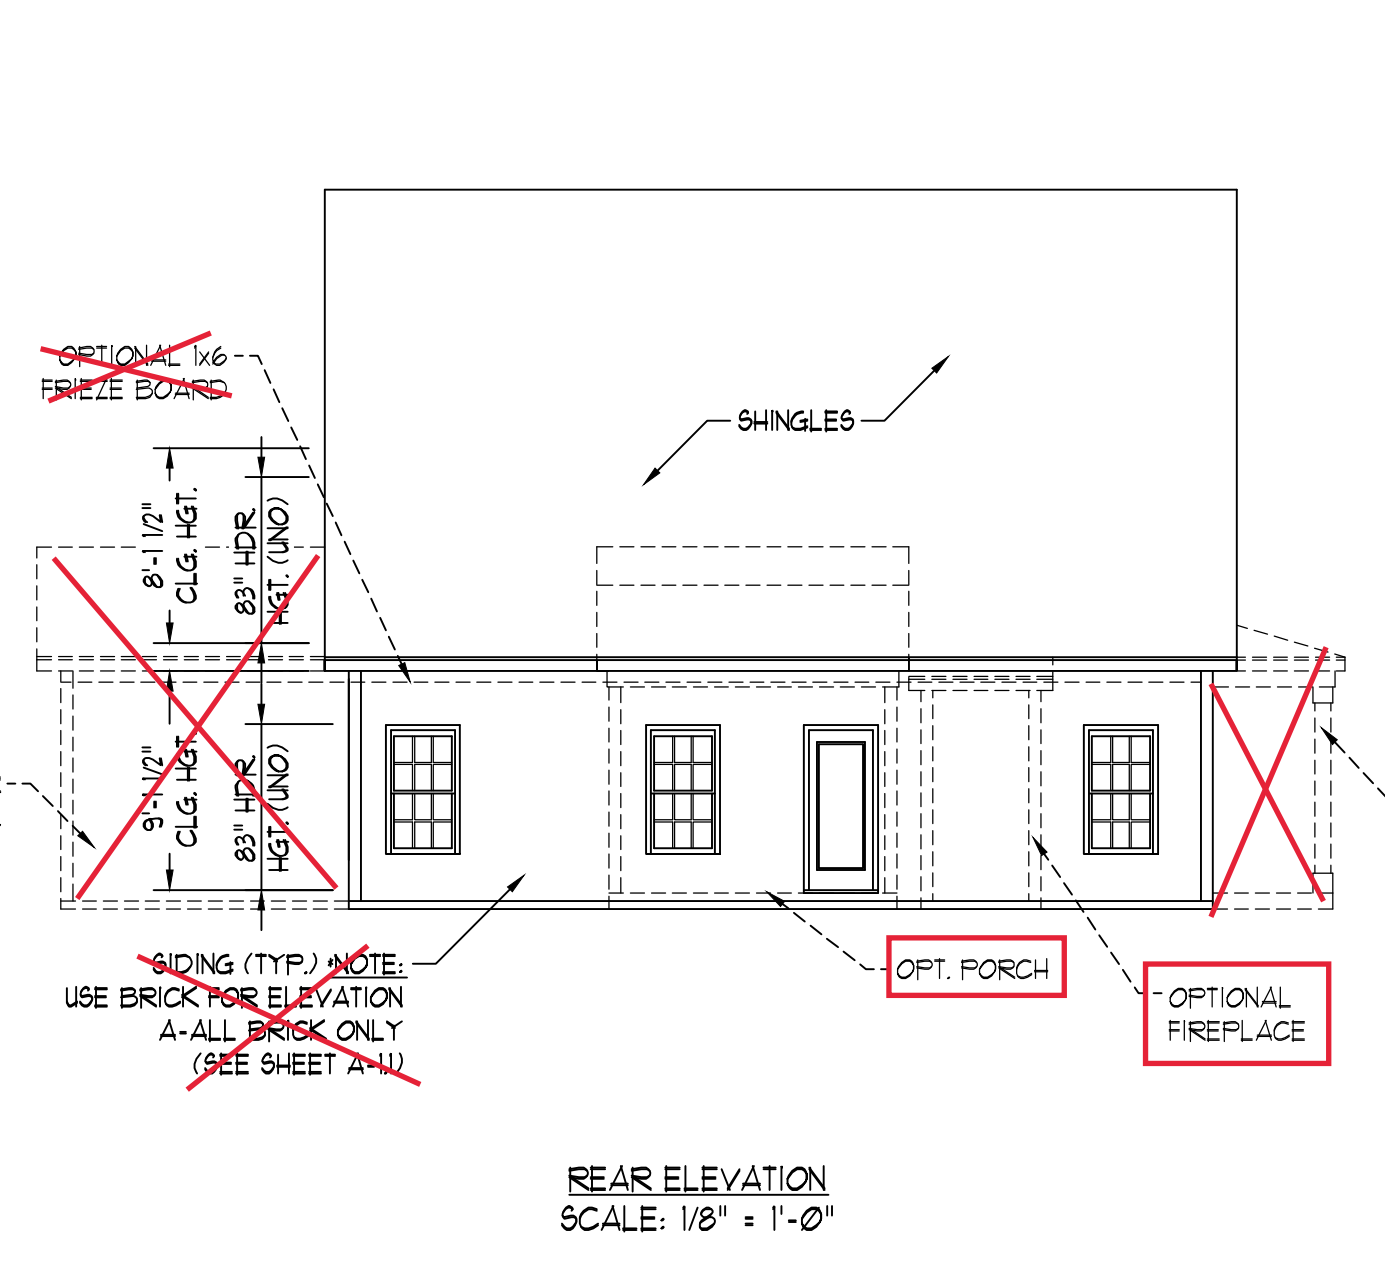 OPTIONAL 1x6
FRIEZE BOARD
SHINGLES
8'-1 1/2"
CLG. HGT.
83" HDR.
HGT. (UNO)
9'-1 1/2"
CLG. HGT
83" HDR.
HGT. (UNO)
SIDING (TYP.) *NOTE:
USE BRICK FOR ELEVATION
A-ALL BRICK ONLY
(SEE SHEET A-1.1)
OPT. PORCH
OPTIONAL
FIREPLACE
REAR ELEVATION
SCALE: 1/8" = 1'-0"